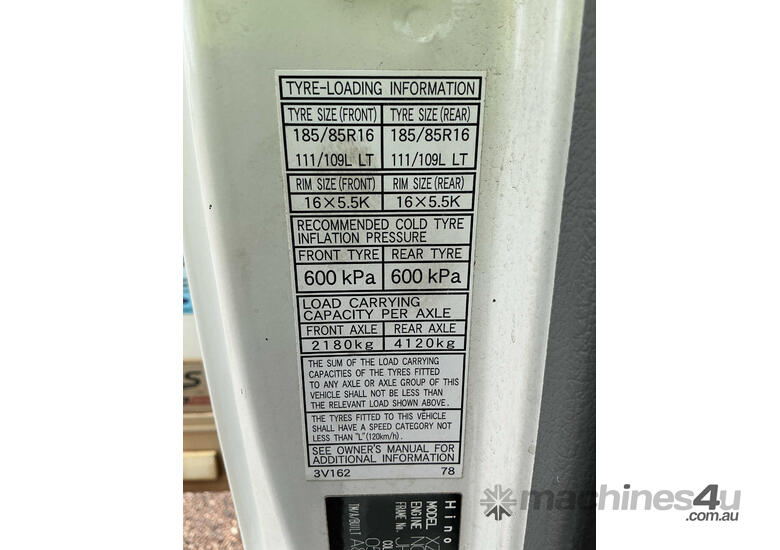 TYRE-LOADING INFORMATION
TYRE SIZE (FRONT) TYRE SIZE (REAR)
185/85R16 185/85R16
111/109L LT 111/109L LT
RIM SIZE (FRONT) RIM SIZE (REAR)
16×5.5K 16×5.5K
RECOMMENDED COLD TYRE
INFLATION PRESSURE
FRONT TYRE REAR TYRE
600 kPa 600 kPa
LOAD CARRYING
CAPACITY PER AXLE
FRONT AXLE REAR AXLE
2180kg 4120kg
THE SUM OF THE LOAD CARRYING
CAPACITIES OF THE TYRES FITTED
TO ANY AXLE OR AXLE GROUP OF THIS
VEHICLE SHALL NOT BE LESS THAN
THE RELEVANT LOAD SHOWN ABOVE.
THE TYRES FITTED TO THIS VEHICLE
SHALL HAVE A SPEED CATEGORY NOT
LESS THAN "L" (120km/h).
SEE OWNER'S MANUAL FOR
ADDITIONAL INFORMATION
3V162 78
Hino
MODEL
ENGINE
FRAME No.
machines4u
.com.au